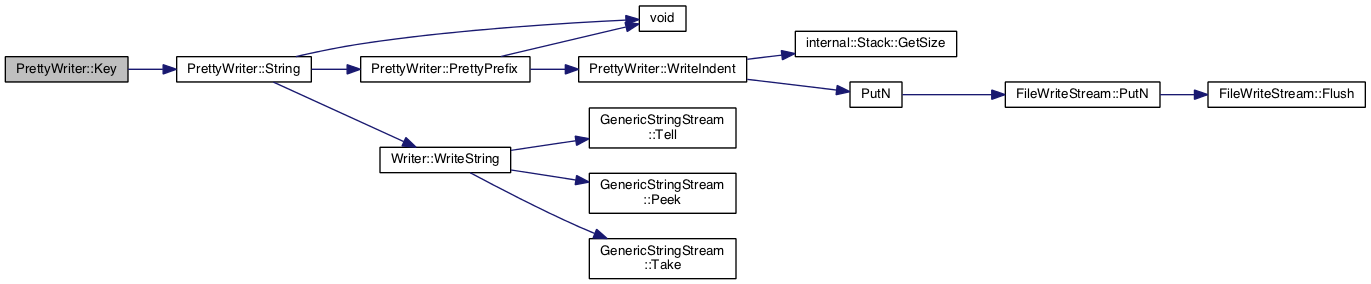 void
internal::Stack::GetSize
PrettyWriter::Key
PrettyWriter::String
PrettyWriter::PrettyPrefix
PrettyWriter::WriteIndent
PutN
FileWriteStream::PutN
FileWriteStream::Flush
GenericStringStream
::Tell
Writer::WriteString
GenericStringStream
::Peek
GenericStringStream
::Take